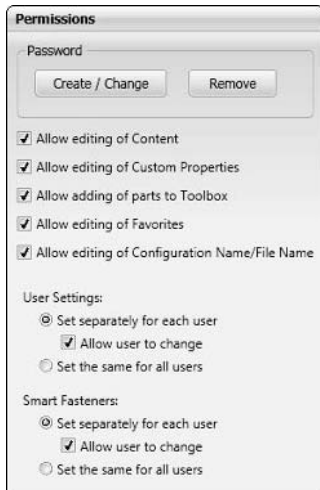 Permissions
Password
Create / Change
Remove
Allow editing of Content
Allow editing of Custom Properties
Allow adding of parts to Toolbox
Allow editing of Favorites
Allow editing of Configuration Name/File Name
User Settings:
Set separately for each user
Allow user to change
Set the same for all users
Smart Fasteners:
Set separately for each user
Allow user to change
Set the same for all users